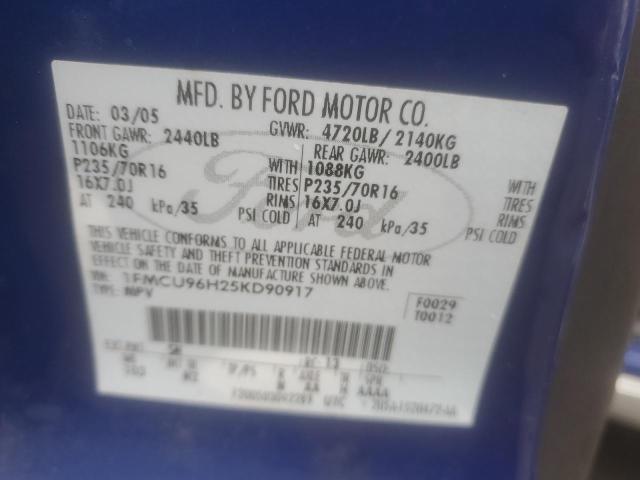 MFD. BY FORD MOTOR CO.
DATE: 03/05 GVWR: 4720LB/ 2140KG
FRONT GAWR: 2440LB REAR GAWR: 2400LB
1106KG WITH 1088KG WITH
P235/70R16 TIRES P235/70R16 TIRES
16X7.0J RIMS 16X7.0J RIMS
AT 240 kPa/35 PSI COLD AT 240 kPa/35 PSI COLD
Ford
THIS VEHICLE CONFORMS TO ALL APPLICABLE FEDERAL MOTOR
VEHICLE SAFETY AND THEFT PREVENTION STANDARDS IN
EFFECT ON THE DATE OF MANUFACTURE SHOWN ABOVE.
VIN: 1FMCU96H25KD90917
TYPE: MPV
F0029
T0012